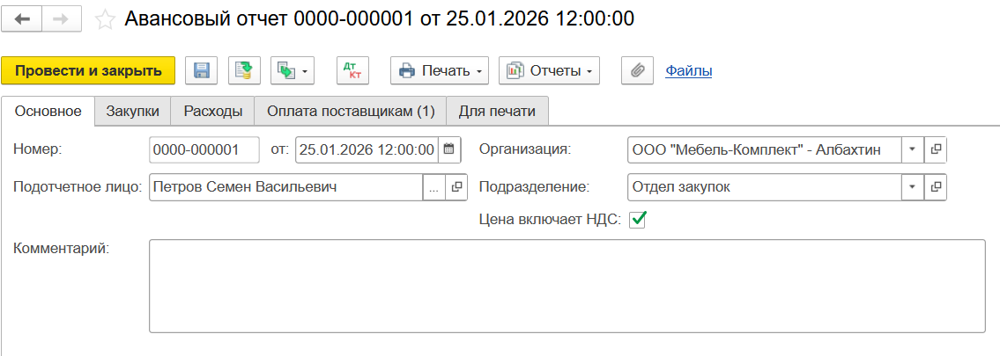 Авансовый отчет 0000-000001 от 25.01.2026 12:00:00
Провести и закрыть Дт Кт Печать Отчеты Файлы
Основное Закупки Расходы Оплата поставщикам (1) Для печати
Номер: 0000-000001 от: 25.01.2026 12:00:00 Организация: ООО "Мебель-Комплект" - Албахтин
Подотчетное лицо: Петров Семен Васильевич ... Подразделение: Отдел закупок
Цена включает НДС:
Комментарий: